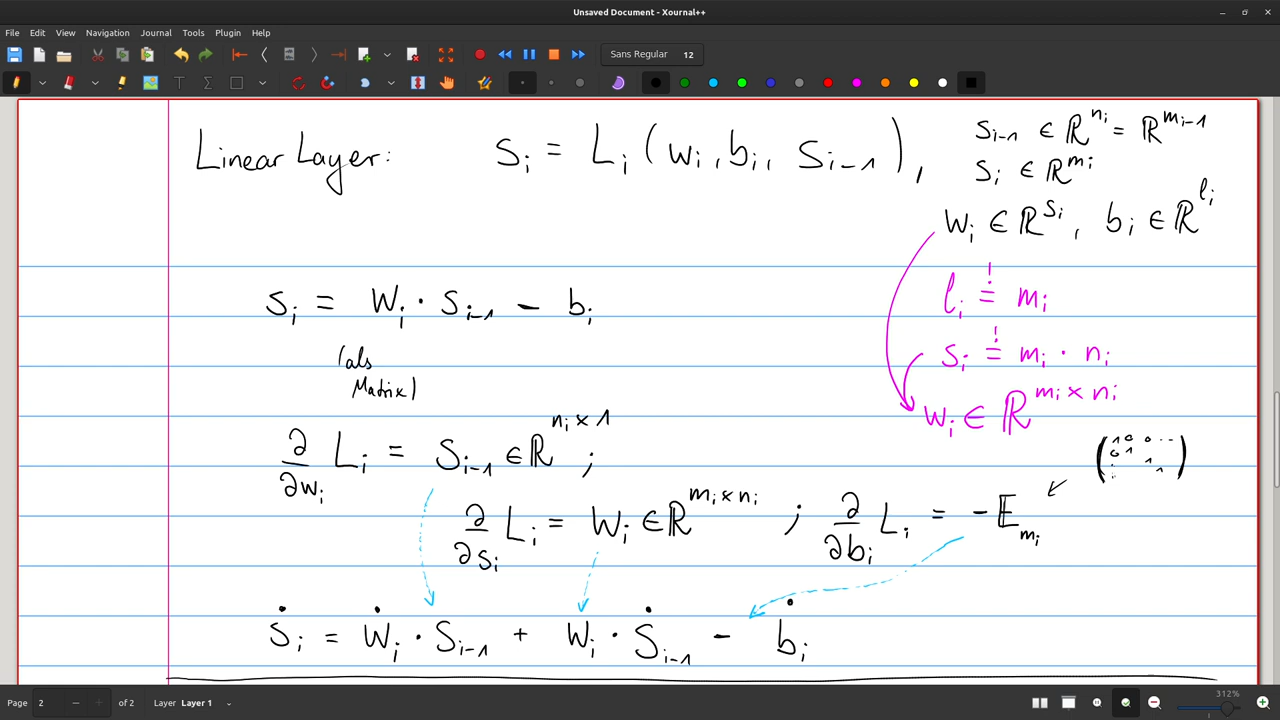 Unsaved Document - Xournal++
File Edit View Navigation Journal Tools Plugin Help
Sans Regular 12
Linear Layer: s_i = L_i (w_i, b_i, s_{i-1}),
s_{i-1} ∈ ℝ^{n_i} = ℝ^{m_{i-1}}
s_i ∈ ℝ^{m_i}
w_i ∈ ℝ^{s_i}, b_i ∈ ℝ^{l_i}
l_i =! m_i
s_i = W_i · s_{i-1} - b_i
s_i =! m_i · n_i
(als
Matrix)
w_i ∈ ℝ^{m_i × n_i}
∂/∂w_i L_i = s_{i-1} ∈ ℝ^{n_i × 1} ;
∂/∂s_i L_i = W_i ∈ ℝ^{m_i × n_i} ; ∂/∂b_i L_i = -E_{m_i}
ṡ_i = ẇ_i · s_{i-1} + W_i · ṡ_{i-1} - ḃ_i
Page 2 of 2 Layer Layer 1 312%